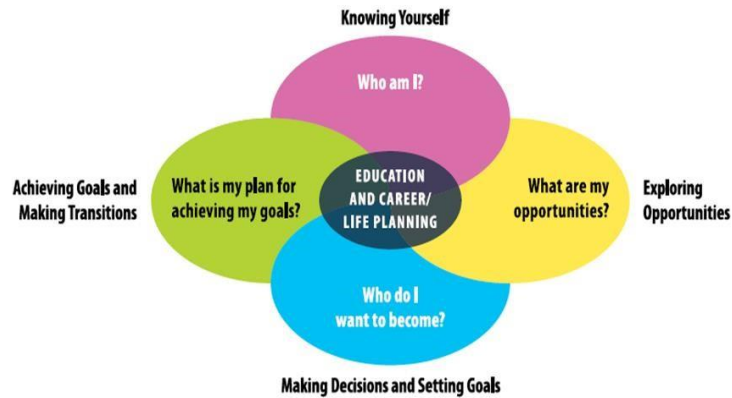 Knowing Yourself
Who am I?
Achieving Goals and
Making Transitions
What is my plan for
achieving my goals?
EDUCATION
AND CAREER/
LIFE PLANNING
What are my
opportunities?
Exploring
Opportunities
Who do I
want to become?
Making Decisions and Setting Goals